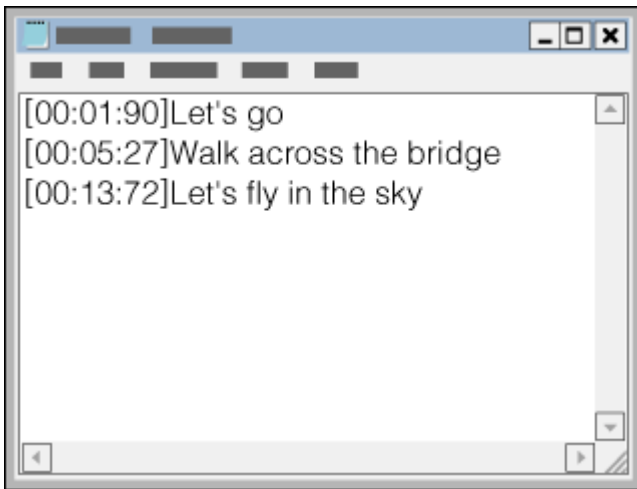 [00:01:90]Let's go
[00:05:27]Walk across the bridge
[00:13:72]Let's fly in the sky